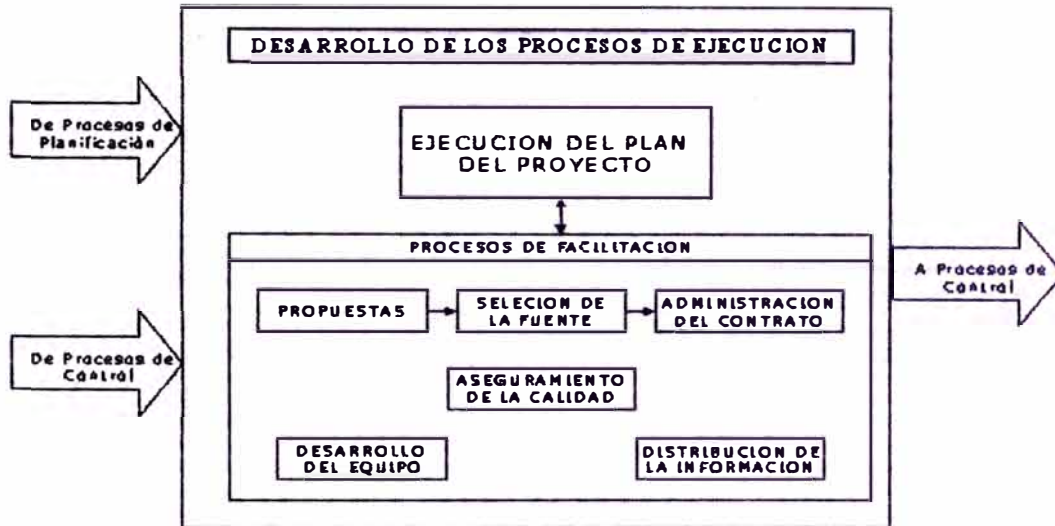 DESARROLLO DE LOS PROCESOS DE EJECUCION
De Procesos de
Planificación
EJECUCION DEL PLAN
DEL PROYECTO
PROCESOS DE FACILITACION
A Procesos de
Control
PROPUESTAS
SELECION DE
LA FUENTE
ADMINISTRACION
DEL CONTRATO
De Procesos de
Control
ASEGURAMIENTO
DE LA CALIDAD
DESARROLLO
DEL EQUIPO
DISTRIBUCION DE
LA INFORMACION